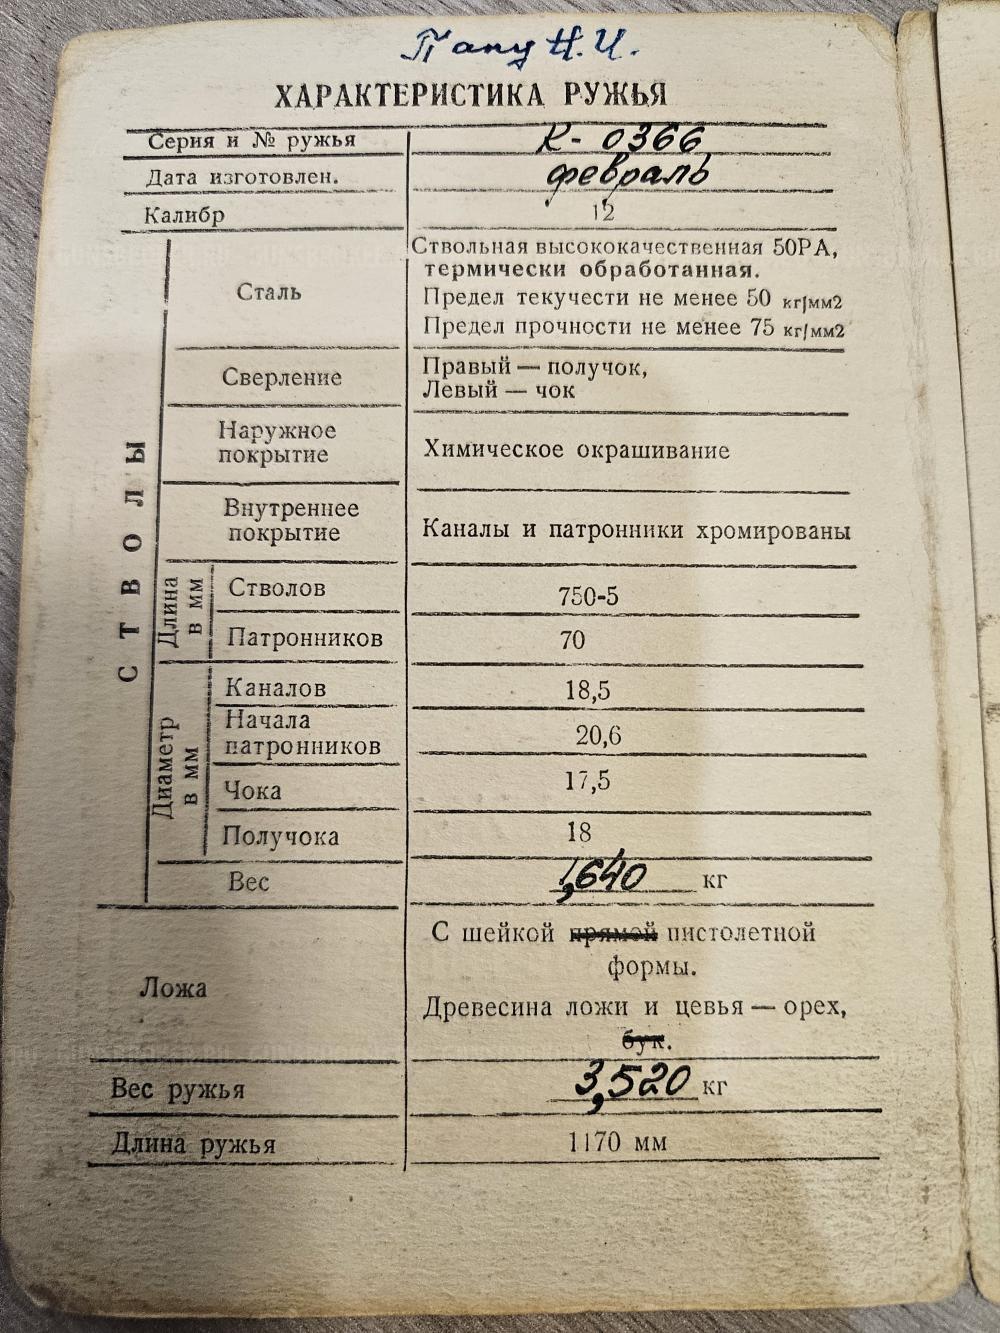 Папу Н.И.
ХАРАКТЕРИСТИКА РУЖЬЯ
Серия и № ружья К-0366
Дата изготовлен. февраль
Калибр 12
СТВОЛЫ
Сталь
Ствольная высококачественная 50РА,
термически обработанная.
Предел текучести не менее 50 кг/мм2
Предел прочности не менее 75 кг/мм2
Сверление
Правый — получок,
Левый — чок
Наружное
покрытие
Химическое окрашивание
Внутреннее
покрытие
Каналы и патронники хромированы
Длина
в мм
Стволов 750-5
Патронников 70
Диаметр
в мм
Каналов 18,5
Начала
патронников
20,6
Чока 17,5
Получока 18
Вес 1,640 кг
Ложа
С шейкой прямой пистолетной
формы.
Древесина ложи и цевья — орех,
бук.
Вес ружья 3,520 кг
Длина ружья 1170 мм